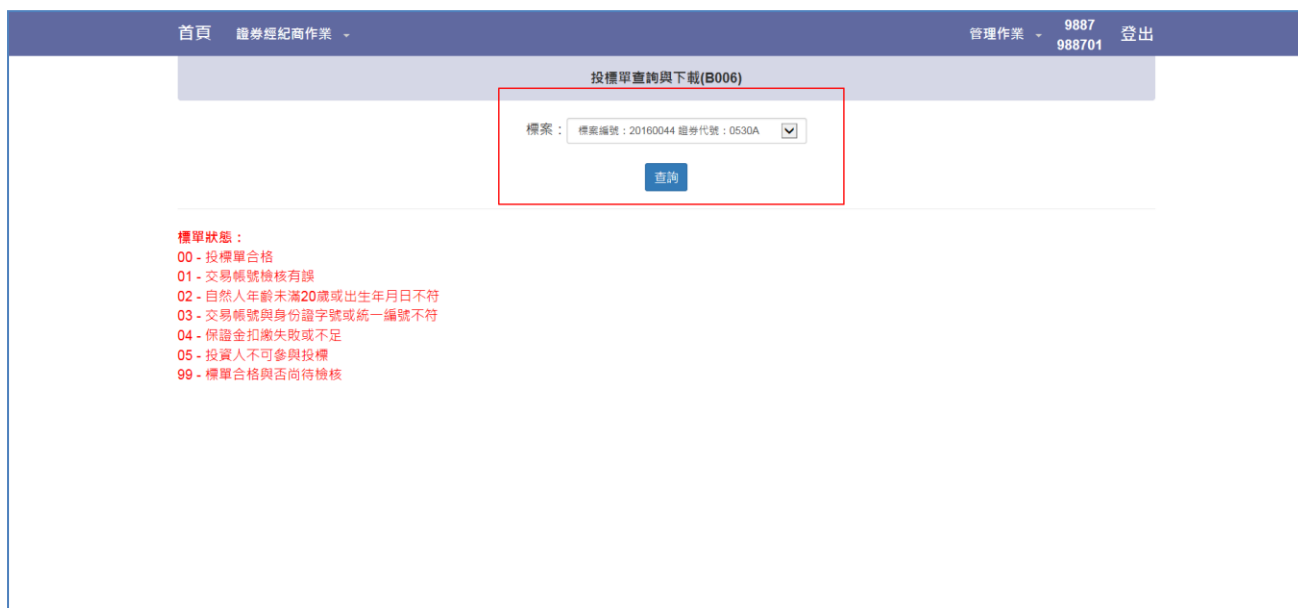 首頁 證券經紀商作業 管理作業 9887 988701 登出
投標單查詢與下載(B006)
標案： 標案編號：20160044 證券代號：0530A
查詢
標單狀態：
00 - 投標單合格
01 - 交易帳號檢核有誤
02 - 自然人年齡未滿20歲或出生年月日不符
03 - 交易帳號與身份證字號或統一編號不符
04 - 保證金扣繳失敗或不足
05 - 投資人不可參與投標
99 - 標單合格與否尚待檢核